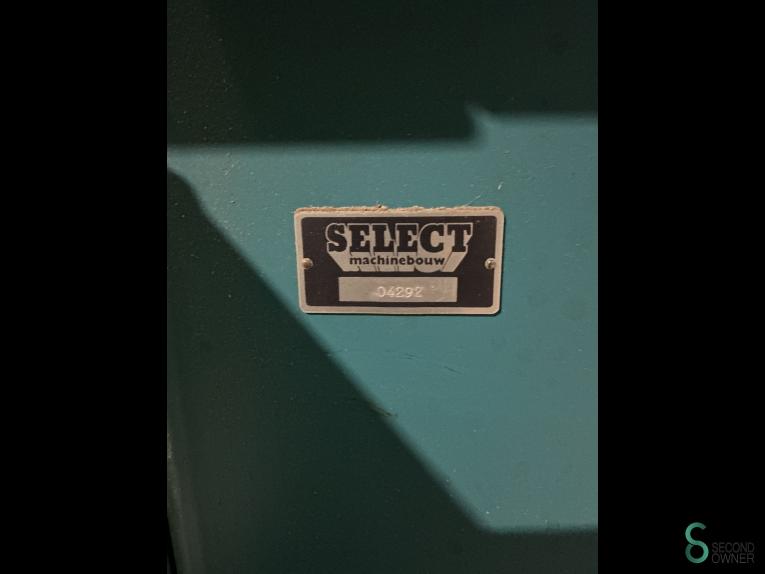 SELECT
machinebouw
04292
SECOND
OWNER